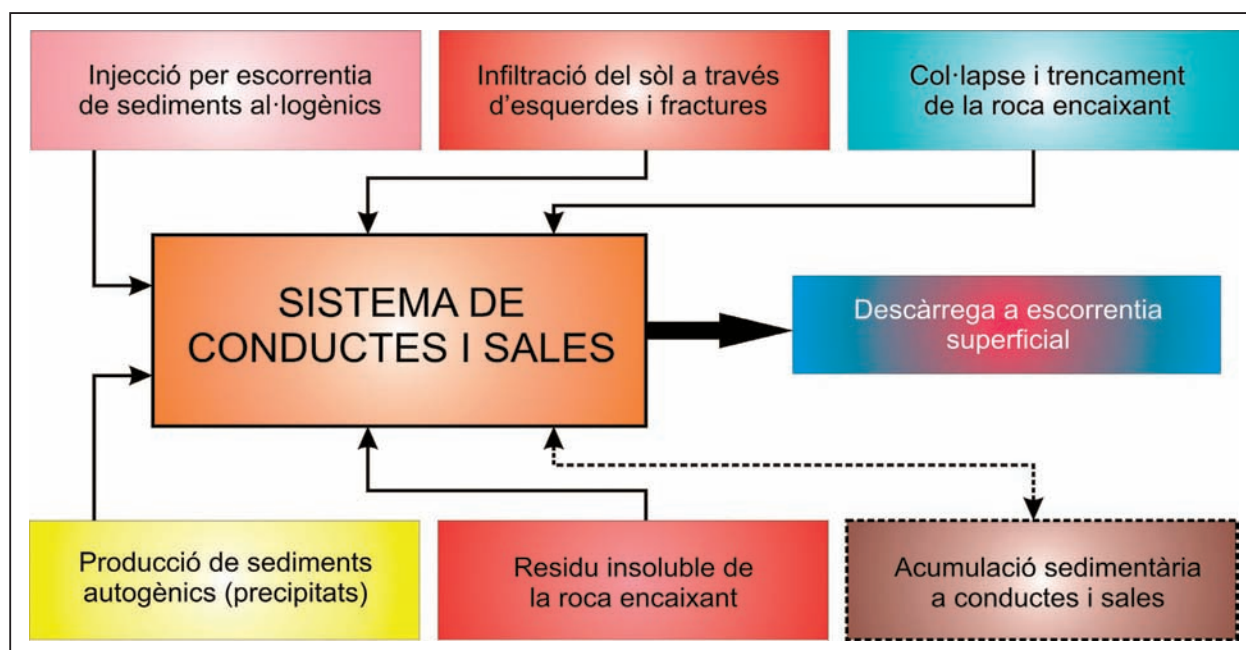 Injecció per escorrentia
de sediments al·logènics
Infiltració del sòl a través
d'esquerdes i fractures
Col·lapse i trencament
de la roca encaixant
SISTEMA DE
CONDUCTES I SALES
Descàrrega a escorrentia
superficial
Producció de sediments
autogènics (precipitats)
Residu insoluble de
la roca encaixant
Acumulació sedimentària
a conductes i sales